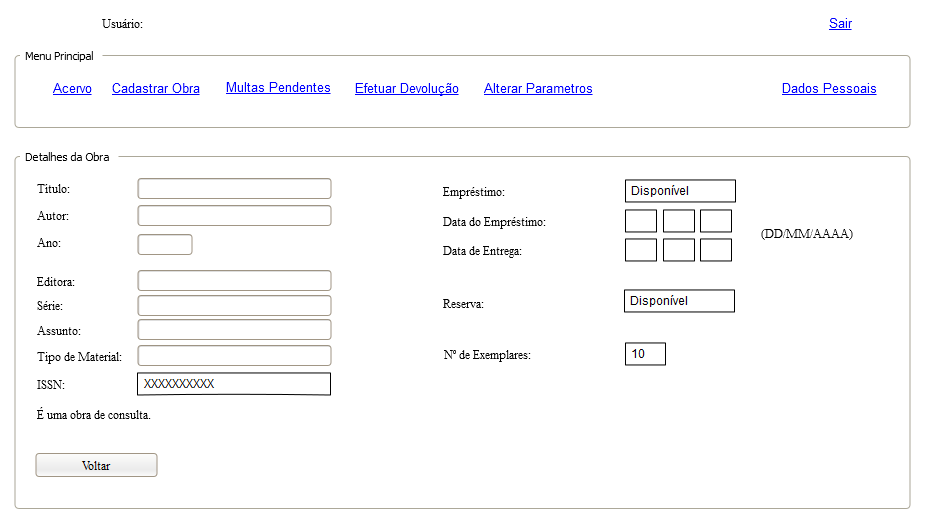 Usuário: Sair
Menu Principal
Acervo Cadastrar Obra Multas Pendentes Efetuar Devolução Alterar Parametros Dados Pessoais
Detalhes da Obra
Titulo:
Autor:
Ano:
Editora:
Série:
Assunto:
Tipo de Material:
ISSN: XXXXXXXXXX
É uma obra de consulta.
Voltar
Empréstimo: Disponível
Data do Empréstimo:
(DD/MM/AAAA)
Data de Entrega:
Reserva: Disponível
Nº de Exemplares: 10